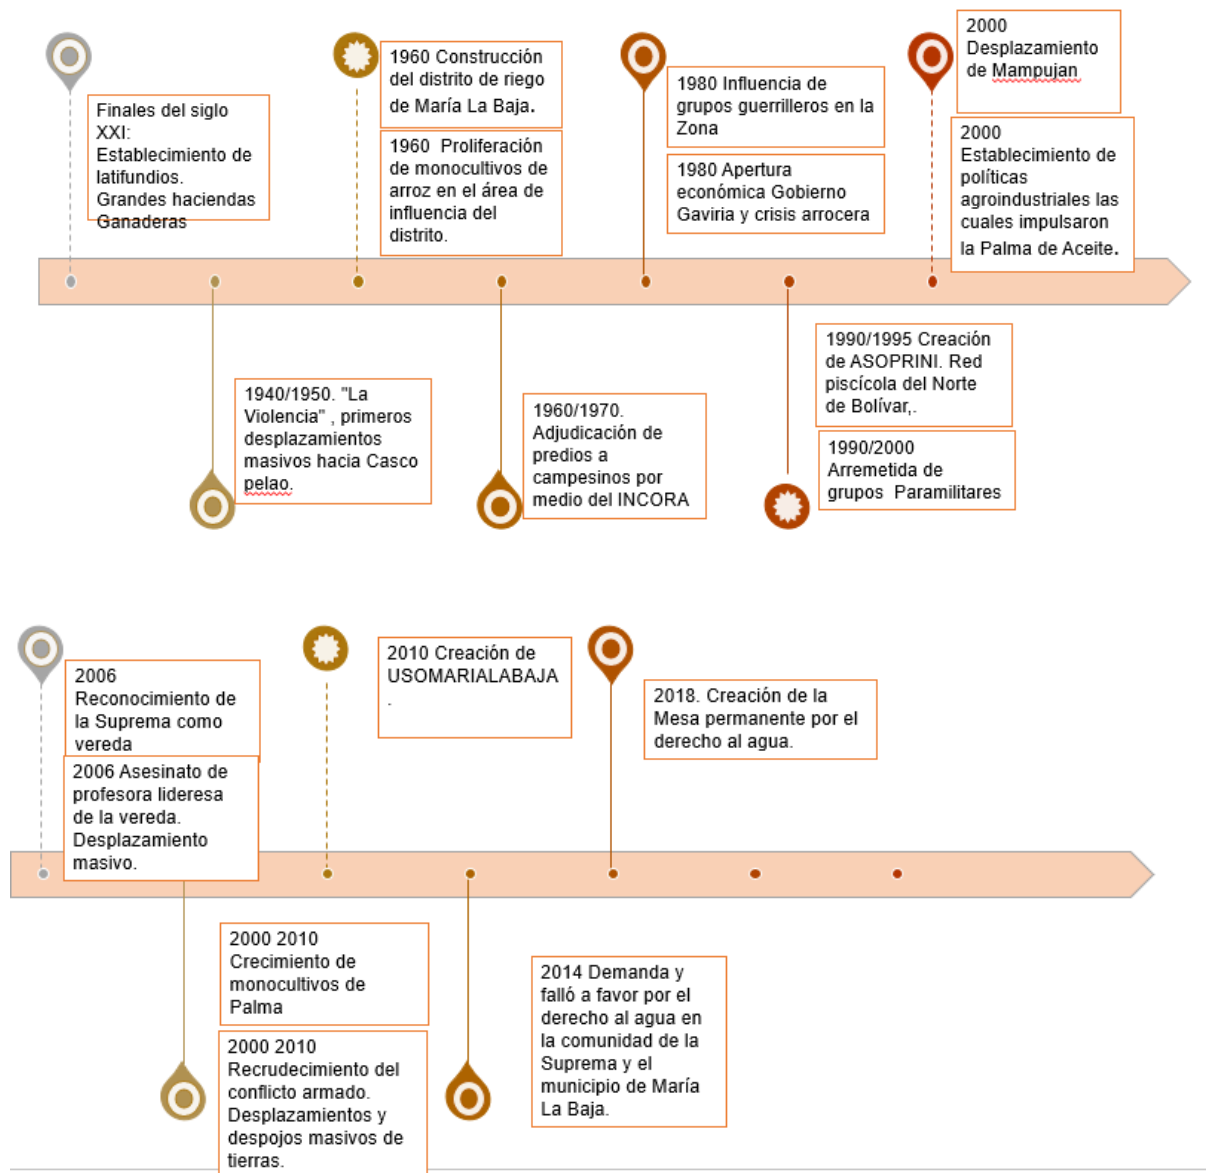 Finales del siglo
XXI:
Establecimiento de
latifundios.
Grandes haciendas
Ganaderas
1960 Construcción
del distrito de riego
de María La Baja.
1960  Proliferación
de monocultivos de
arroz en el área de
influencia del
distrito.
1980 Influencia de
grupos guerrilleros en la
Zona
1980 Apertura
económica Gobierno
Gaviria y crisis arrocera
2000
Desplazamiento
de Mampujan
2000
Establecimiento de
políticas
agroindustriales las
cuales impulsaron
la Palma de Aceite.
1940/1950. "La
Violencia" , primeros
desplazamientos
masivos hacia Casco
pelao.
1960/1970.
Adjudicación de
predios a
campesinos por
medio del INCORA
1990/1995 Creación
de ASOPRINI. Red
piscícola del Norte
de Bolívar,.
1990/2000
Arremetida de
grupos  Paramilitares
2006
Reconocimiento de
la Suprema como
vereda
2006 Asesinato de
profesora lideresa
de la vereda.
Desplazamiento
masivo.
2010 Creación de
USOMARIALABAJA
.
2018. Creación de la
Mesa permanente por el
derecho al agua.
2000 2010
Crecimiento de
monocultivos de
Palma
2000 2010
Recrudecimiento del
conflicto armado.
Desplazamientos y
despojos masivos de
tierras.
2014 Demanda y
falló a favor por el
derecho al agua en
la comunidad de la
Suprema y el
municipio de María
La Baja.